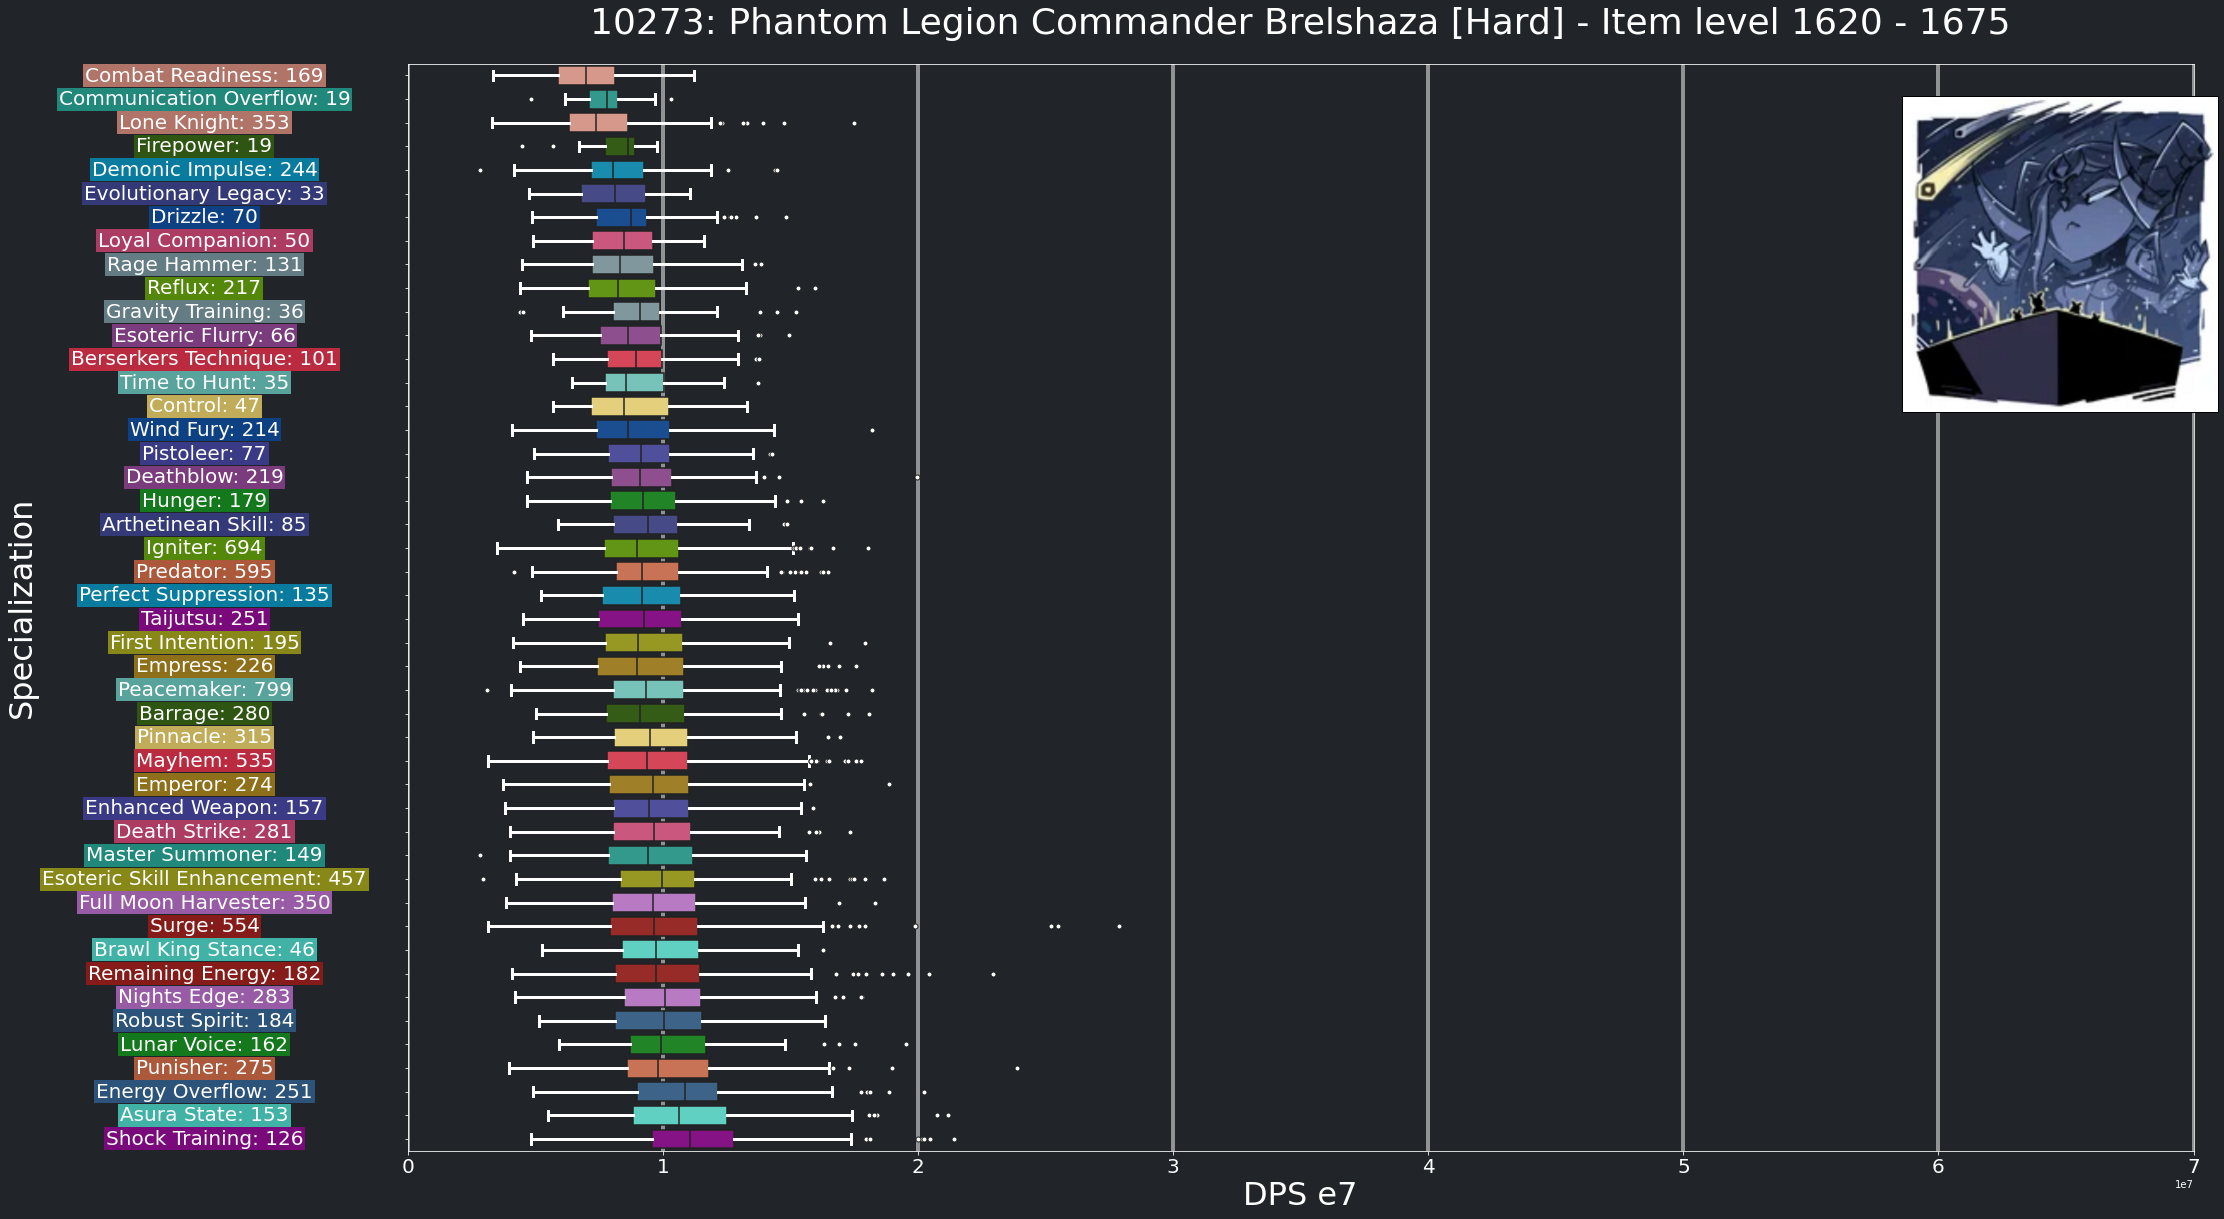 10273: Phantom Legion Commander Brelshaza [Hard] - Item level 1620 - 1675
Combat Readiness: 169
Communication Overflow: 19
Lone Knight: 353
Firepower: 19
Demonic Impulse: 244
Evolutionary Legacy: 33
Drizzle: 70
Loyal Companion: 50
Rage Hammer: 131
Reflux: 217
Gravity Training: 36
Esoteric Flurry: 66
Berserkers Technique: 101
Time to Hunt: 35
Control: 47
Wind Fury: 214
Pistoleer: 77
Deathblow: 219
Hunger: 179
Arthetinean Skill: 85
Igniter: 694
Predator: 595
Perfect Suppression: 135
Taijutsu: 251
First Intention: 195
Empress: 226
Peacemaker: 799
Barrage: 280
Pinnacle: 315
Mayhem: 535
Emperor: 274
Enhanced Weapon: 157
Death Strike: 281
Master Summoner: 149
Esoteric Skill Enhancement: 457
Full Moon Harvester: 350
Surge: 554
Brawl King Stance: 46
Remaining Energy: 182
Nights Edge: 283
Robust Spirit: 184
Lunar Voice: 162
Punisher: 275
Energy Overflow: 251
Asura State: 153
Shock Training: 126
Specialization
0 1 2 3 4 5 6 7
1e7
DPS e7